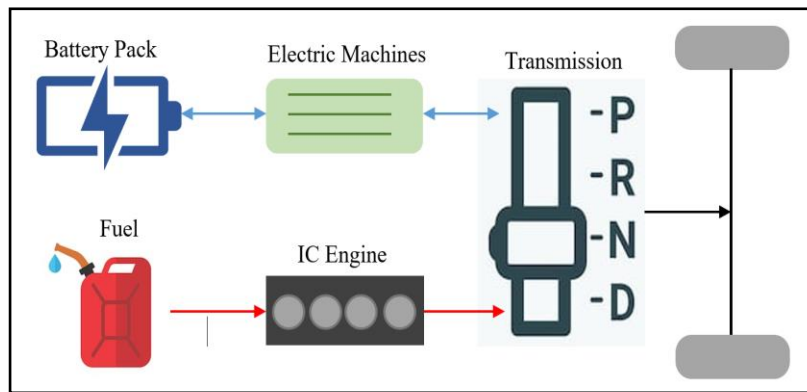 Battery Pack
Electric Machines
Transmission
-P
-R
-N
-D
Fuel
IC Engine